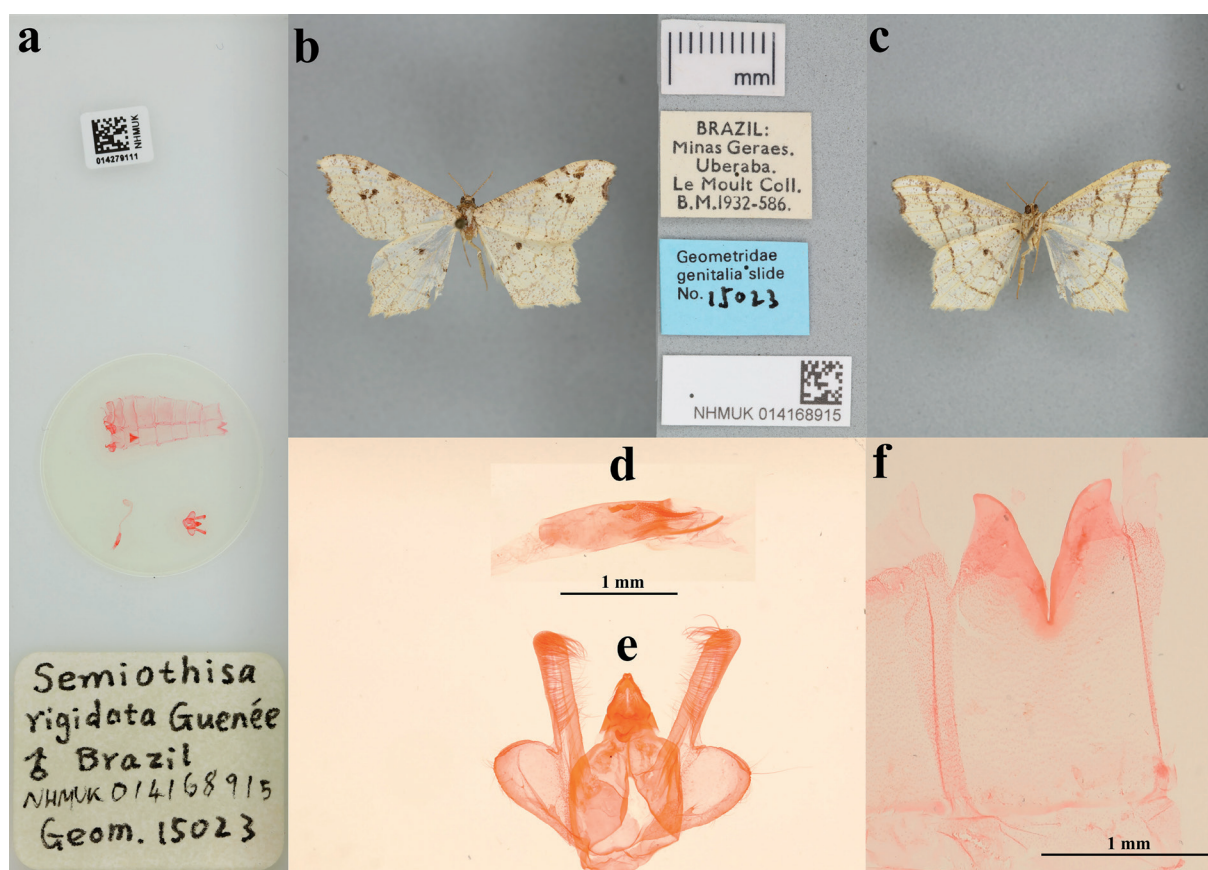 a
NHMUK
014279111
Semiothisa
rigidata Guenée
♂ Brazil
NHMUK 014168915
Geom. 15023
b
mm
BRAZIL:
Minas Geraes.
Uberaba.
Le Moult Coll.
B.M.1932-586.
Geometridae
genitalia slide
No. 15023
NHMUK 014168915
c
d
1 mm
e
f
1 mm